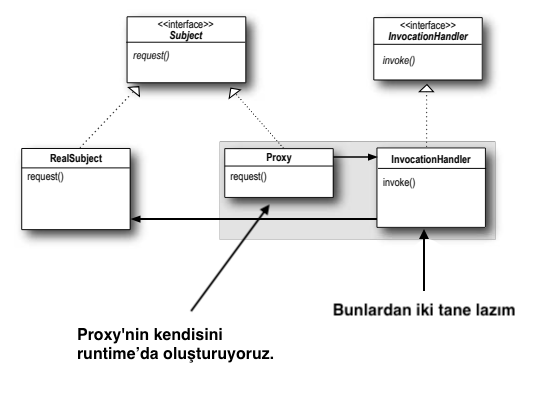 <<interface>>
Subject
request()
<<interface>>
InvocationHandler
invoke()
RealSubject
request()
Proxy
request()
InvocationHandler
invoke()
Proxy'nin kendisini
runtime'da oluşturuyoruz.
Bunlardan iki tane lazım